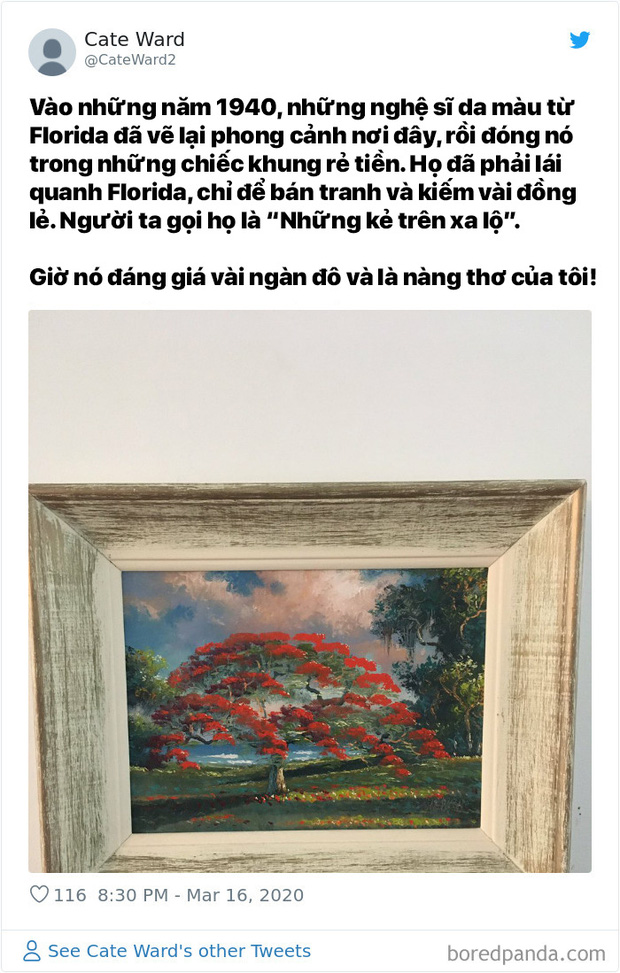 Cate Ward
@CateWard2
Vào những năm 1940, những nghệ sĩ da màu từ
Florida đã vẽ lại phong cảnh nơi đây, rồi đóng nó
trong những chiếc khung rẻ tiền. Họ đã phải lái
quanh Florida, chỉ để bán tranh và kiếm vài đồng
lẻ. Người ta gọi họ là “Những kẻ trên xa lộ”.
Giờ nó đáng giá vài ngàn đô và là nàng thơ của tôi!
116 8:30 PM - Mar 16, 2020
See Cate Ward's other Tweets
boredpanda.com